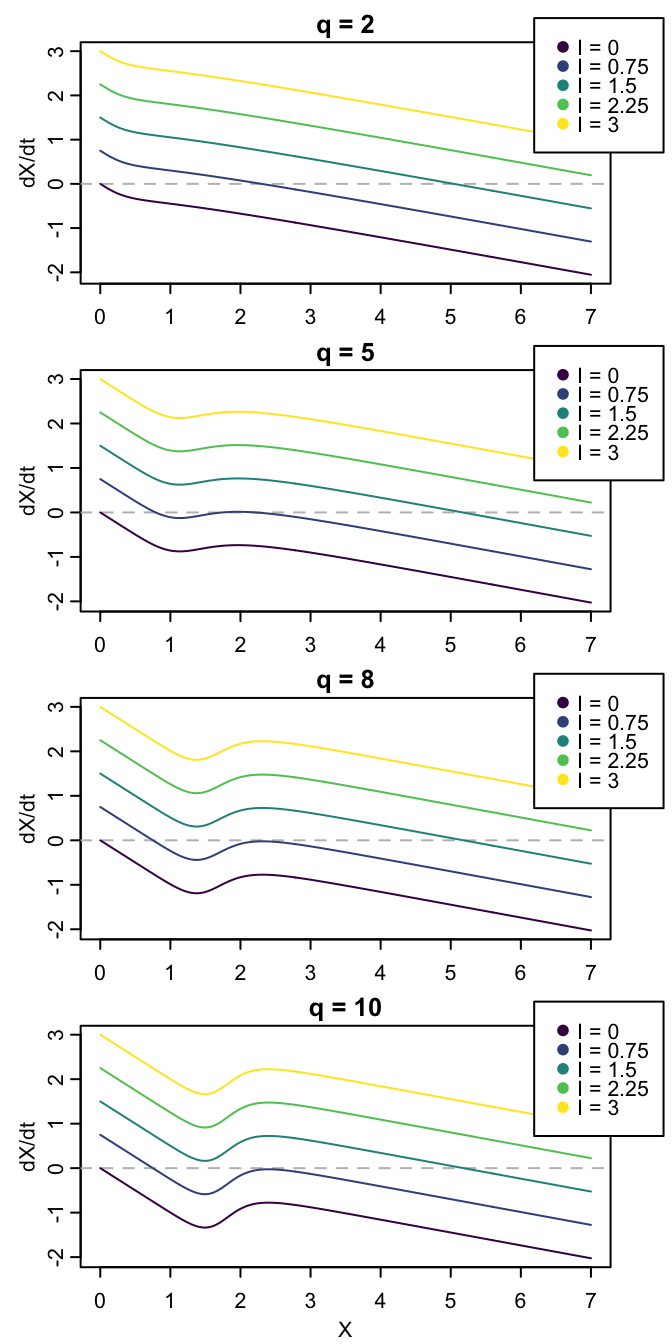 q = 2
I = 0
I = 0.75
I = 1.5
I = 2.25
I = 3
dX/dt
3
2
1
0
-1
-2
0 1 2 3 4 5 6 7
q = 5
I = 0
I = 0.75
I = 1.5
I = 2.25
I = 3
dX/dt
3
2
1
0
-1
-2
0 1 2 3 4 5 6 7
q = 8
I = 0
I = 0.75
I = 1.5
I = 2.25
I = 3
dX/dt
3
2
1
0
-1
-2
0 1 2 3 4 5 6 7
q = 10
I = 0
I = 0.75
I = 1.5
I = 2.25
I = 3
dX/dt
3
2
1
0
-1
-2
0 1 2 3 4 5 6 7
X